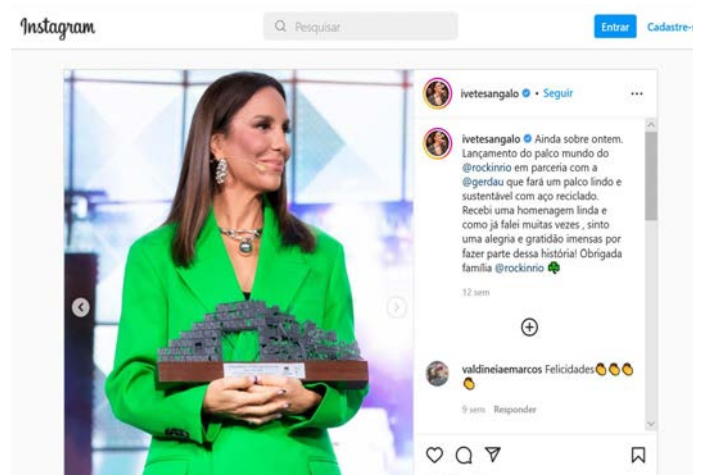 Instagram
Pesquisar
Entrar
Cadastre-s
ivetesangalo • Seguir
ivetesangalo Ainda sobre ontem.
Lançamento do palco mundo do
@rockinrio em parceria com a
@gerdau que fará um palco lindo e
sustentável com aço reciclado.
Recebi uma homenagem linda e
como já falei muitas vezes , sinto
uma alegria e gratidão imensas por
fazer parte dessa história! Obrigada
família @rockinrio
12 sem
valdineiaemarcos Felicidades
9 sem Responder